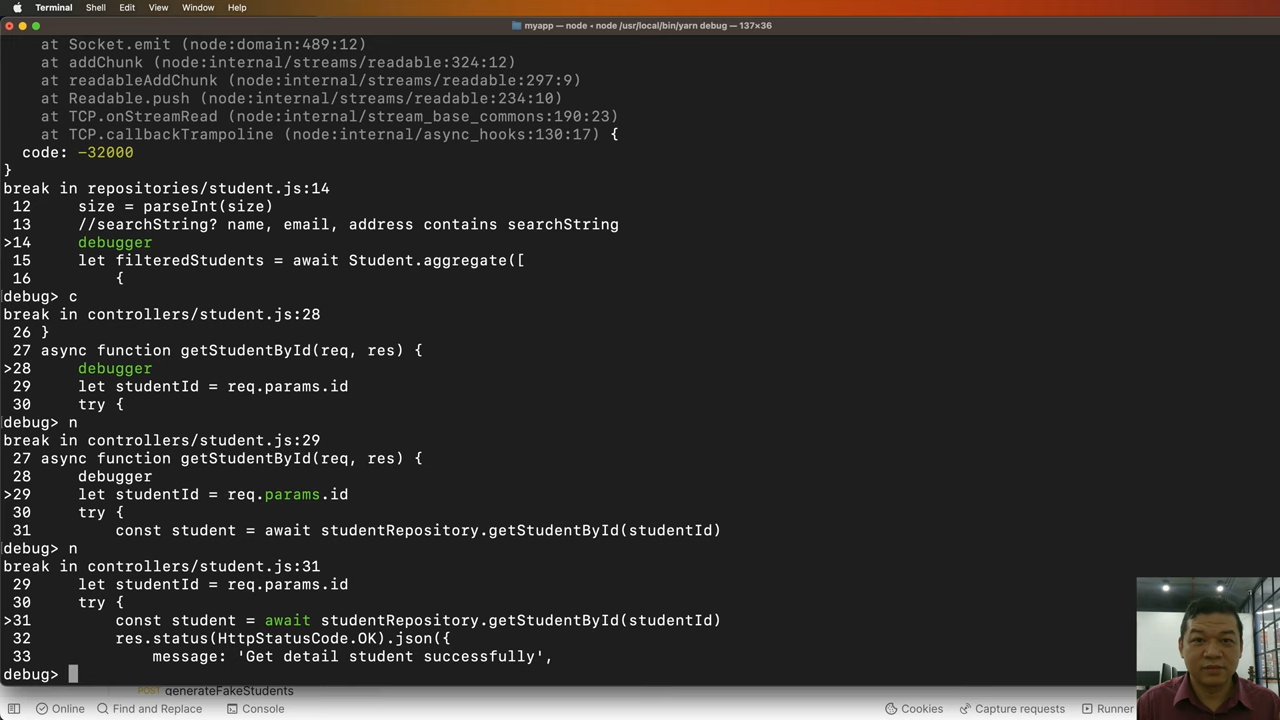 Terminal Shell Edit View Window Help
myapp — node ◂ node /usr/local/bin/yarn debug — 137×36
    at Socket.emit (node:domain:489:12)
    at addChunk (node:internal/streams/readable:324:12)
    at readableAddChunk (node:internal/streams/readable:297:9)
    at Readable.push (node:internal/streams/readable:234:10)
    at TCP.onStreamRead (node:internal/stream_base_commons:190:23)
    at TCP.callbackTrampoline (node:internal/async_hooks:130:17) {
  code: -32000
}
break in repositories/student.js:14
 12     size = parseInt(size)
 13     //searchString? name, email, address contains searchString
>14     debugger
 15     let filteredStudents = await Student.aggregate([
 16         {
debug> c
break in controllers/student.js:28
 26 }
 27 async function getStudentById(req, res) {
>28     debugger
 29     let studentId = req.params.id
 30     try {
debug> n
break in controllers/student.js:29
 27 async function getStudentById(req, res) {
 28     debugger
>29     let studentId = req.params.id
 30     try {
 31         const student = await studentRepository.getStudentById(studentId)
debug> n
break in controllers/student.js:31
 29     let studentId = req.params.id
 30     try {
>31         const student = await studentRepository.getStudentById(studentId)
 32         res.status(HttpStatusCode.OK).json({
 33             message: 'Get detail student successfully',
debug>
POST generateFakeStudents
Online Find and Replace Console Cookies Capture requests Runner